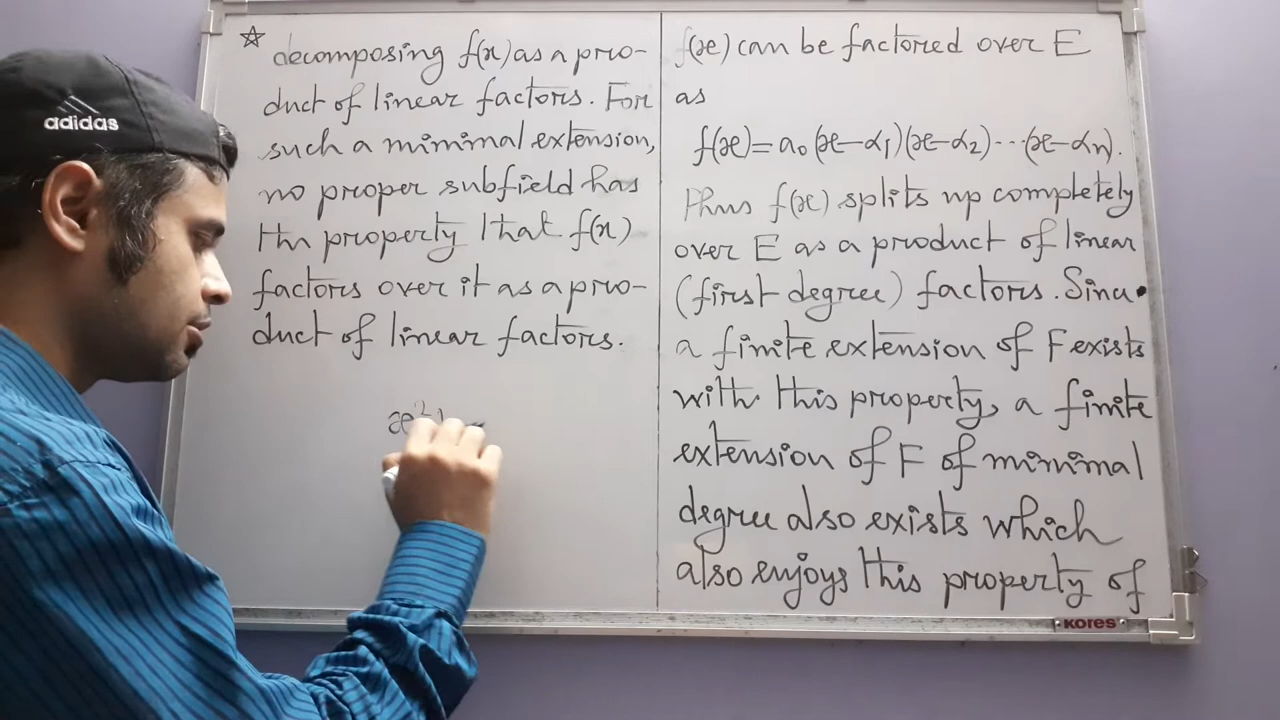 ☆ decomposing f(x) as a pro-
duct of linear factors. For
such a minimal extension,
no proper subfield has
the property that f(x)
factors over it as a pro-
duct of linear factors.
f(x) can be factored over E
as
f(x) = a₀(x-α₁)(x-α₂)...(x-αₙ).
Thus f(x) splits up completely
over E as a product of linear
(first degree) factors. Since
a finite extension of F exists
with this property, a finite
extension of F of minimal
degree also exists which
also enjoys this property of
adidas
KORES